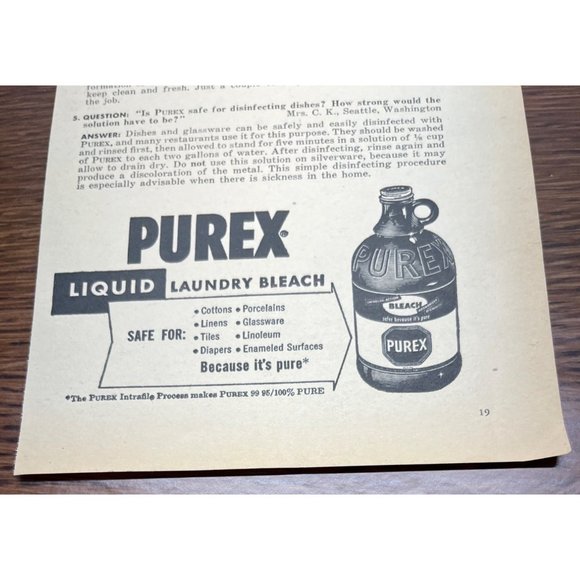 keep clean and fresh. Just a
the job.
5. QUESTION: "Is PUREX safe for disinfecting dishes? How strong would the
solution have to be?" Mrs. C. K., Seattle, Washington
ANSWER: Dishes and glassware can be safely and easily disinfected with
PUREX, and many restaurants use it for this purpose. They should be washed
and rinsed first, then allowed to stand for five minutes in a solution of cup
of PUREX to each two gallons of water. After disinfecting, rinse again and
allow to drain dry. Do not use this solution on silverware, because it may
produce a discoloration of the metal. This simple disinfecting procedure
is especially advisable when there is sickness in the home.
PUREX®
LIQUID LAUNDRY BLEACH
SAFE FOR:
• Cottons • Porcelains
• Linens • Glassware
• Tiles • Linoleum
• Diapers • Enameled Surfaces
Because it's pure*
*The PUREX Intrafil Process makes PUREX 99 95/100% PURE
PUREX
BLEACH
safer because it's pure
PUREX
19